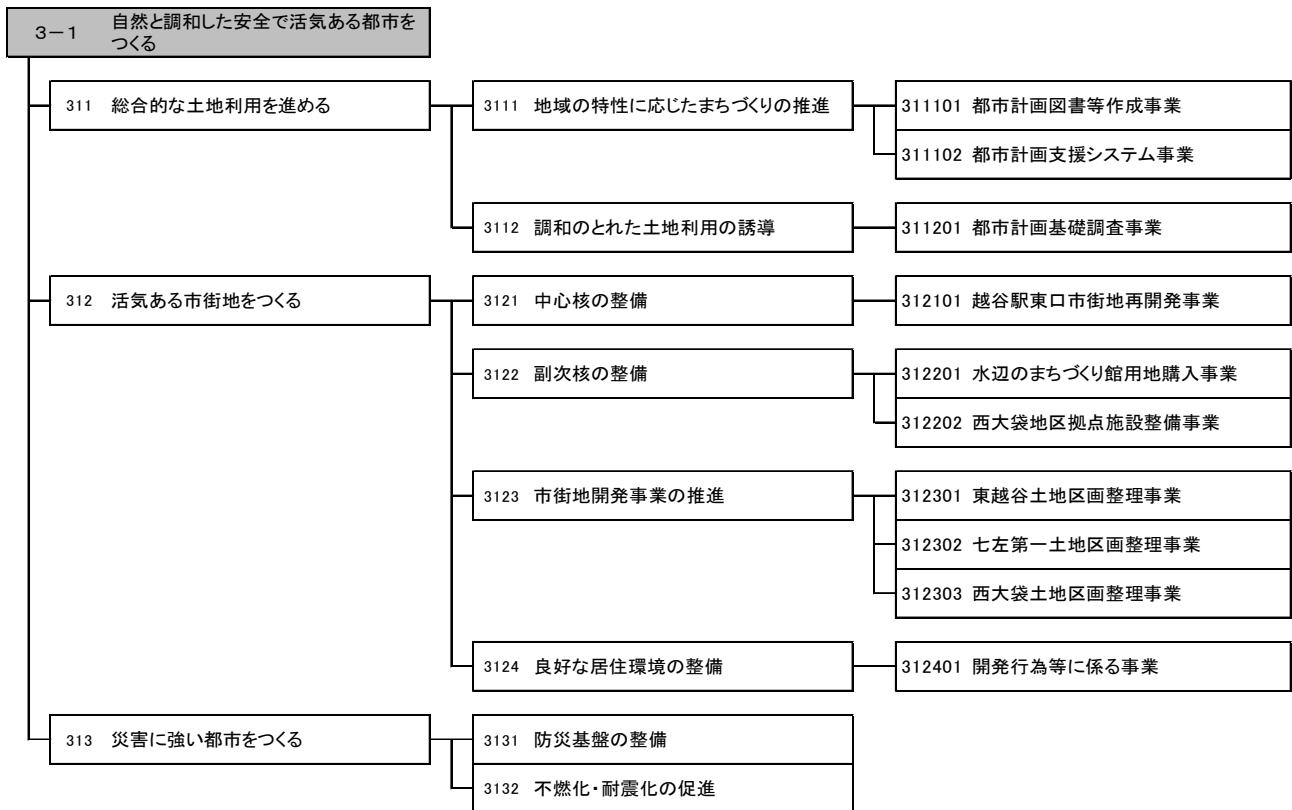 3-1 自然と調和した安全で活気ある都市を
つくる
311 総合的な土地利用を進める
3111 地域の特性に応じたまちづくりの推進
311101 都市計画図書等作成事業
311102 都市計画支援システム事業
3112 調和のとれた土地利用の誘導
311201 都市計画基礎調査事業
312 活気ある市街地をつくる
3121 中心核の整備
312101 越谷駅東口市街地再開発事業
3122 副次核の整備
312201 水辺のまちづくり館用地購入事業
312202 西大袋地区拠点施設整備事業
3123 市街地開発事業の推進
312301 東越谷土地区画整理事業
312302 七左第一土地区画整理事業
312303 西大袋土地区画整理事業
3124 良好な居住環境の整備
312401 開発行為等に係る事業
313 災害に強い都市をつくる
3131 防災基盤の整備
3132 不燃化・耐震化の促進